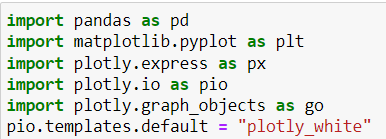 import pandas as pd
import matplotlib.pyplot as plt
import plotly.express as px
import plotly.io as pio
import plotly.graph_objects as go
pio.templates.default = "plotly_white"